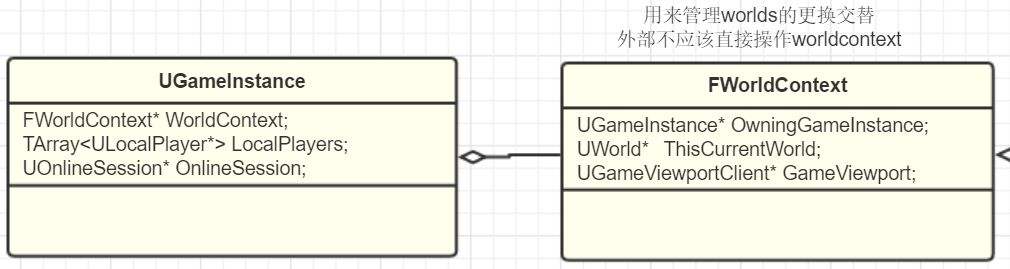 用来管理worlds的更换交替
外部不应该直接操作worldcontext
UGameInstance
FWorldContext* WorldContext;
TArray<ULocalPlayer*> LocalPlayers;
UOnlineSession* OnlineSession;
FWorldContext
UGameInstance* OwningGameInstance;
UWorld* ThisCurrentWorld;
UGameViewportClient* GameViewport;